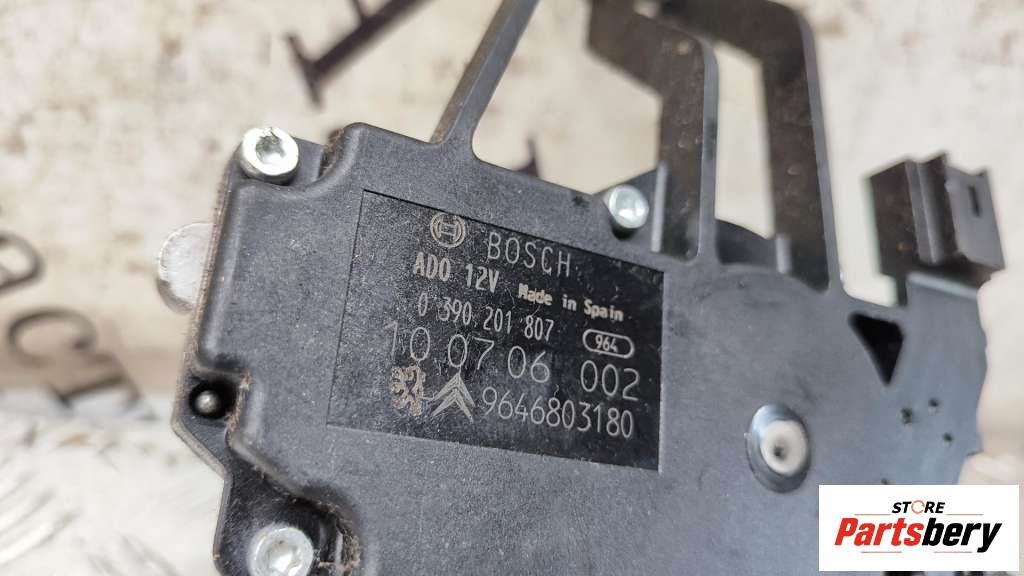 BOSCH
ADO 12V Made in Spain
0 390 201 807 964
10 07 06 002
9646803180
STORE
Partsbery